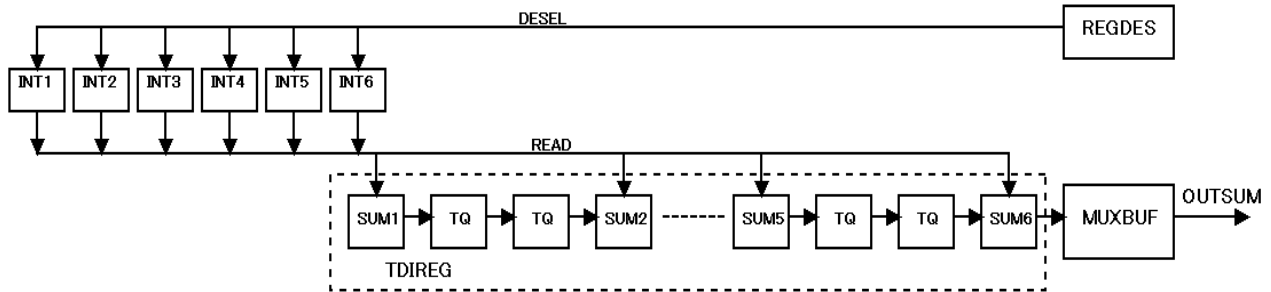 DESEL
REGDES
INT1 INT2 INT3 INT4 INT5 INT6
READ
SUM1 TQ TQ SUM2 SUM5 TQ TQ SUM6 MUXBUF OUTSUM
TDIREG